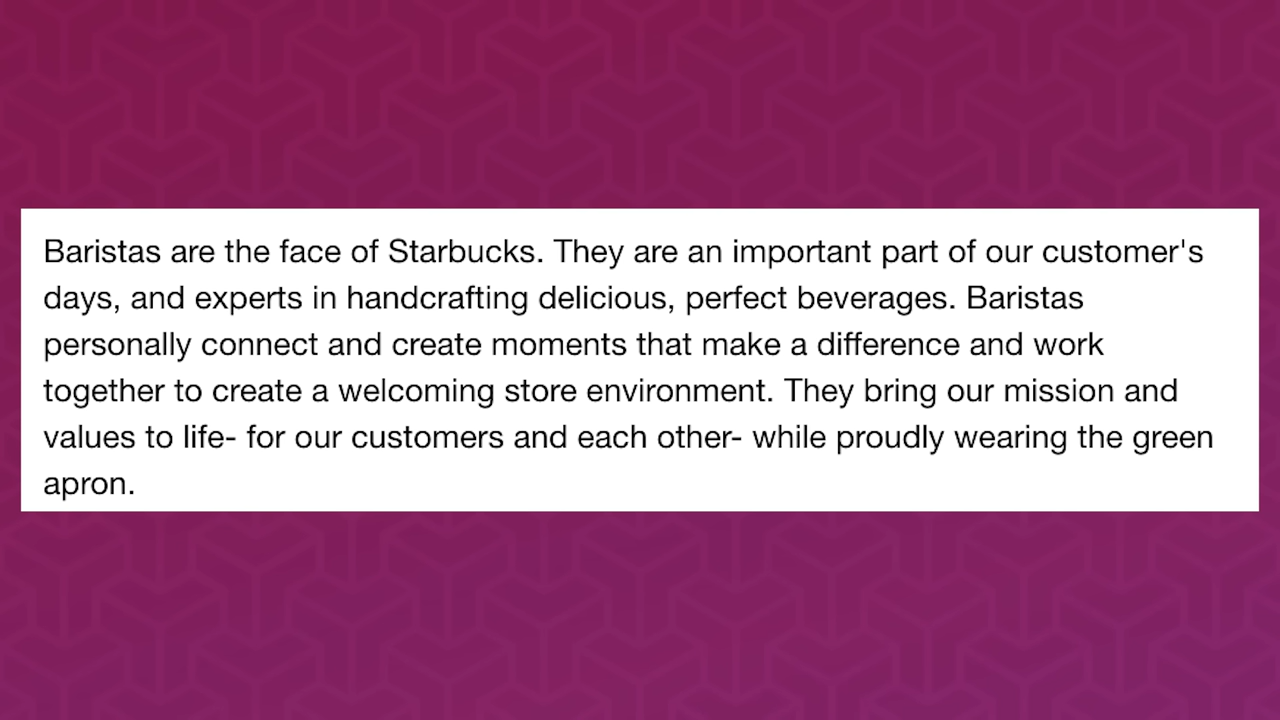 Baristas are the face of Starbucks. They are an important part of our customer's
days, and experts in handcrafting delicious, perfect beverages. Baristas
personally connect and create moments that make a difference and work
together to create a welcoming store environment. They bring our mission and
values to life- for our customers and each other- while proudly wearing the green
apron.